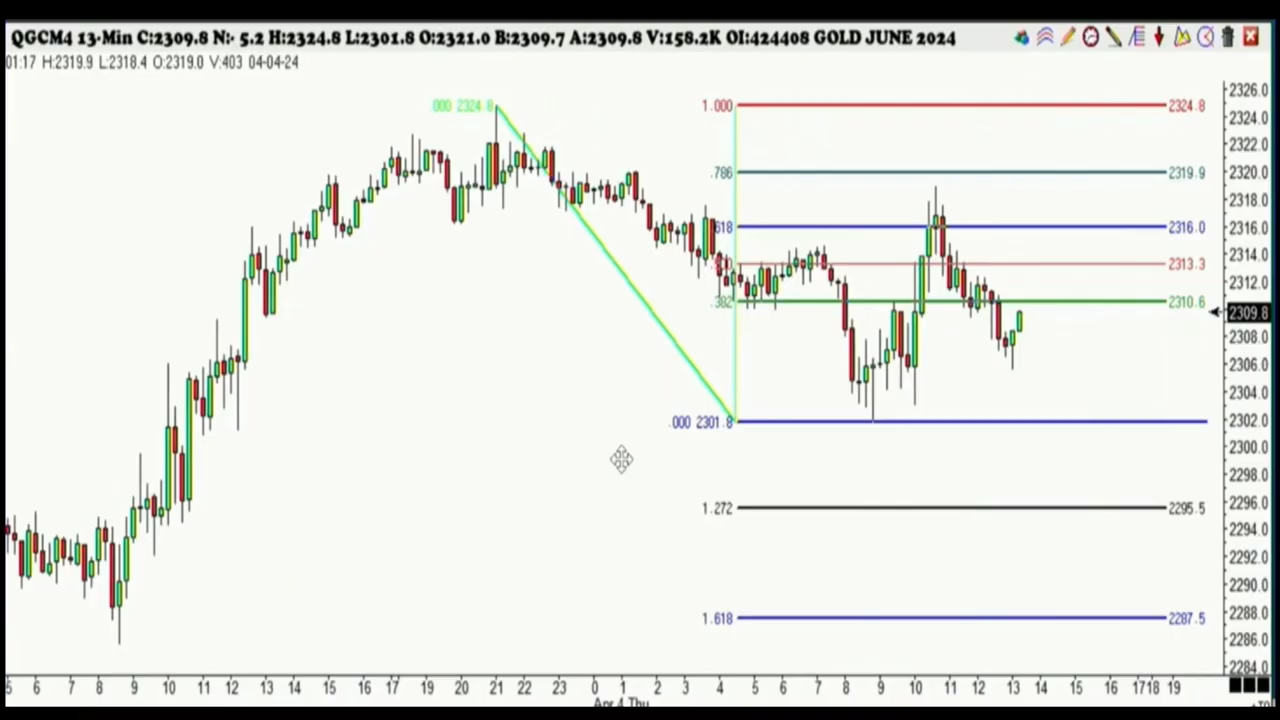 QGCM4 13-Min C:2309.8 N:- 5.2 H:2324.8 L:2301.8 O:2321.0 B:2309.7 A:2309.8 V:158.2K OI:424408 GOLD JUNE 2024
01:17 H:2319.9 L:2318.4 O:2319.0 V:403 04-04-24
2326.0
.000 2324.8 1.000 2324.8
2324.0
2322.0
.786 2319.9 2320.0
2318.0
.618 2316.0 2316.0
2314.0
2313.3
2312.0
.382 2310.6
2309.8
2308.0
2306.0
2304.0
.000 2301.8 2302.0
2300.0
2298.0
1.272 2295.5 2296.0
2294.0
2292.0
2290.0
1.618 2287.5 2288.0
2286.0
2284.0
5 6 7 8 9 10 11 12 13 14 15 16 17 19 20 21 22 23 0 1 2 3 4 5 6 7 8 9 10 11 12 13 14 15 16 1718 19
Apr 4 Thu